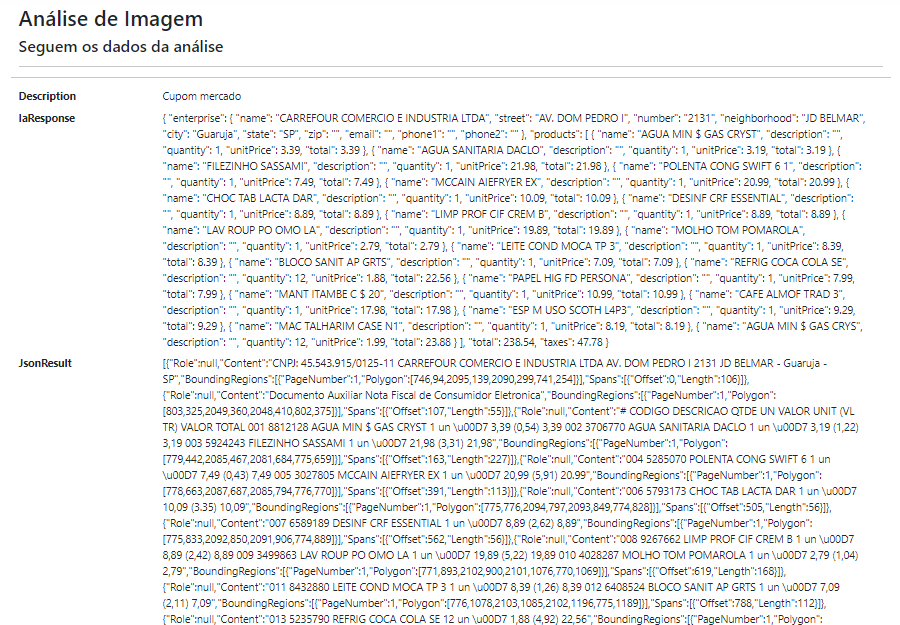 Análise de Imagem
Seguem os dados da análise
Description Cupom mercado
IaResponse { "enterprise": { "name": "CARREFOUR COMERCIO E INDUSTRIA LTDA", "street": "AV. DOM PEDRO I", "number": "2131", "neighborhood": "JD BELMAR",
"city": "Guaruja", "state": "SP", "zip": "", "email": "", "phone1": "", "phone2": "" }, "products": [ { "name": "AGUA MIN $ GAS CRYST", "description": "",
"quantity": 1, "unitPrice": 3.39, "total": 3.39 }, { "name": "AGUA SANITARIA DACLO", "description": "", "quantity": 1, "unitPrice": 3.19, "total": 3.19 }, {
"name": "FILEZINHO SASSAMI", "description": "", "quantity": 1, "unitPrice": 21.98, "total": 21.98 }, { "name": "POLENTA CONG SWIFT 6 1", "description":
"", "quantity": 1, "unitPrice": 7.49, "total": 7.49 }, { "name": "MCCAIN AIEFRYER EX", "description": "", "quantity": 1, "unitPrice": 20.99, "total": 20.99 }, {
"name": "CHOC TAB LACTA DAR", "description": "", "quantity": 1, "unitPrice": 10.09, "total": 10.09 }, { "name": "DESINF CRF ESSENTIAL", "description":
"", "quantity": 1, "unitPrice": 8.89, "total": 8.89 }, { "name": "LIMP PROF CIF CREM B", "description": "", "quantity": 1, "unitPrice": 8.89, "total": 8.89 }, {
"name": "LAV ROUP PO OMO LA", "description": "", "quantity": 1, "unitPrice": 19.89, "total": 19.89 }, { "name": "MOLHO TOM POMAROLA",
"description": "", "quantity": 1, "unitPrice": 2.79, "total": 2.79 }, { "name": "LEITE COND MOCA TP 3", "description": "", "quantity": 1, "unitPrice": 8.39,
"total": 8.39 }, { "name": "BLOCO SANIT AP GRTS", "description": "", "quantity": 1, "unitPrice": 7.09, "total": 7.09 }, { "name": "REFRIG COCA COLA SE",
"description": "", "quantity": 12, "unitPrice": 1.88, "total": 22.56 }, { "name": "PAPEL HIG FD PERSONA", "description": "", "quantity": 1, "unitPrice": 7.99,
"total": 7.99 }, { "name": "MANT ITAMBE C $ 20", "description": "", "quantity": 1, "unitPrice": 10.99, "total": 10.99 }, { "name": "CAFE ALMOF TRAD 3",
"description": "", "quantity": 1, "unitPrice": 17.98, "total": 17.98 }, { "name": "ESP M USO SCOTH L4P3", "description": "", "quantity": 1, "unitPrice": 9.29,
"total": 9.29 }, { "name": "MAC TALHARIM CASE N1", "description": "", "quantity": 1, "unitPrice": 8.19, "total": 8.19 }, { "name": "AGUA MIN $ GAS CRYS",
"description": "", "quantity": 12, "unitPrice": 1.99, "total": 23.88 } ], "total": 238.54, "taxes": 47.78 }
JsonResult [{"Role":null,"Content":"CNPJ: 45.543.915/0125-11 CARREFOUR COMERCIO E INDUSTRIA LTDA AV. DOM PEDRO I 2131 JD BELMAR - Guaruja -
SP","BoundingRegions":[{"PageNumber":1,"Polygon":[746,94,2095,139,2090,299,741,254]}],"Spans":[{"Offset":0,"Length":106}]},
{"Role":null,"Content":"Documento Auxiliar Nota Fiscal de Consumidor Eletronica","BoundingRegions":[{"PageNumber":1,"Polygon":
[803,325,2049,360,2048,410,802,375]}],"Spans":[{"Offset":107,"Length":55}]},{"Role":null,"Content":"# CODIGO DESCRICAO QTDE UN VALOR UNIT (VL
TR) VALOR TOTAL 001 8812128 AGUA MIN $ GAS CRYST 1 un \u00D7 3,39 (0,54) 3,39 002 3706770 AGUA SANITARIA DACLO 1 un \u00D7 3,19 (1,22)
3,19 003 5924243 FILEZINHO SASSAMI 1 un \u00D7 21,98 (3,31) 21,98","BoundingRegions":[{"PageNumber":1,"Polygon":
[779,442,2085,467,2081,684,775,659]}],"Spans":[{"Offset":163,"Length":227}]},{"Role":null,"Content":"004 5285070 POLENTA CONG SWIFT 6 1 un
\u00D7 7,49 (0,43) 7,49 005 3027805 MCCAIN AIEFRYER EX 1 un \u00D7 20,99 (5,91) 20.99","BoundingRegions":[{"PageNumber":1,"Polygon":
[778,663,2087,687,2085,794,776,770]}],"Spans":[{"Offset":391,"Length":113}]},{"Role":null,"Content":"006 5793173 CHOC TAB LACTA DAR 1 un \u00D7
10,09 (3.35) 10,09","BoundingRegions":[{"PageNumber":1,"Polygon":[775,776,2094,797,2093,849,774,828]}],"Spans":[{"Offset":505,"Length":56}]},
{"Role":null,"Content":"007 6589189 DESINF CRF ESSENTIAL 1 un \u00D7 8,89 (2,62) 8,89","BoundingRegions":[{"PageNumber":1,"Polygon":
[775,833,2092,850,2091,906,774,889]}],"Spans":[{"Offset":562,"Length":56}]},{"Role":null,"Content":"008 9267662 LIMP PROF CIF CREM B 1 un \u00D7
8,89 (2,42) 8,89 009 3499863 LAV ROUP PO OMO LA 1 un \u00D7 19,89 (5,22) 19,89 010 4028287 MOLHO TOM POMAROLA 1 un \u00D7 2,79 (1,04)
2,79","BoundingRegions":[{"PageNumber":1,"Polygon":[771,893,2102,900,2101,1076,770,1069]}],"Spans":[{"Offset":619,"Length":168}]},
{"Role":null,"Content":"011 8432880 LEITE COND MOCA TP 3 1 un \u00D7 8,39 (1,26) 8,39 012 6408524 BLOCO SANIT AP GRTS 1 un \u00D7 7,09
(2,11) 7,09","BoundingRegions":[{"PageNumber":1,"Polygon":[776,1078,2103,1085,2102,1196,775,1189]}],"Spans":[{"Offset":788,"Length":112}]},
{"Role":null,"Content":"013 5235790 REFRIG COCA COLA SE 12 un \u00D7 1,88 (4,92) 22,56","BoundingRegions":[{"PageNumber":1,"Polygon":